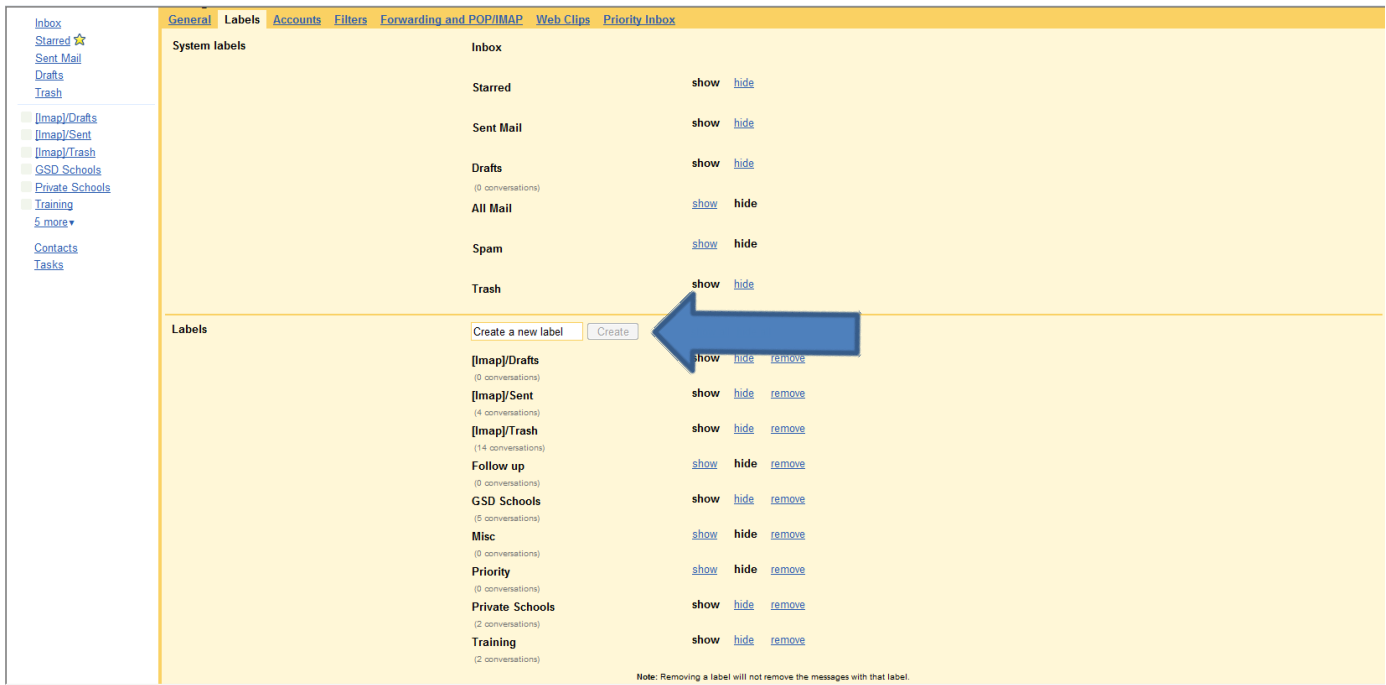 Inbox
Starred
Sent Mail
Drafts
Trash
[Imap]/Drafts
[Imap]/Sent
[Imap]/Trash
GSD Schools
Private Schools
Training
5 more▾
Contacts
Tasks
General Labels Accounts Filters Forwarding and POP/IMAP Web Clips Priority Inbox
System labels
Inbox
Starred show hide
Sent Mail show hide
Drafts show hide
(0 conversations)
All Mail show hide
Spam show hide
Trash show hide
Labels
Create a new label Create
[Imap]/Drafts show hide remove
(0 conversations)
[Imap]/Sent show hide remove
(4 conversations)
[Imap]/Trash show hide remove
(14 conversations)
Follow up show hide remove
(0 conversations)
GSD Schools show hide remove
(5 conversations)
Misc show hide remove
(0 conversations)
Priority show hide remove
(0 conversations)
Private Schools show hide remove
(2 conversations)
Training show hide remove
(2 conversations)
Note: Removing a label will not remove the messages with that label.